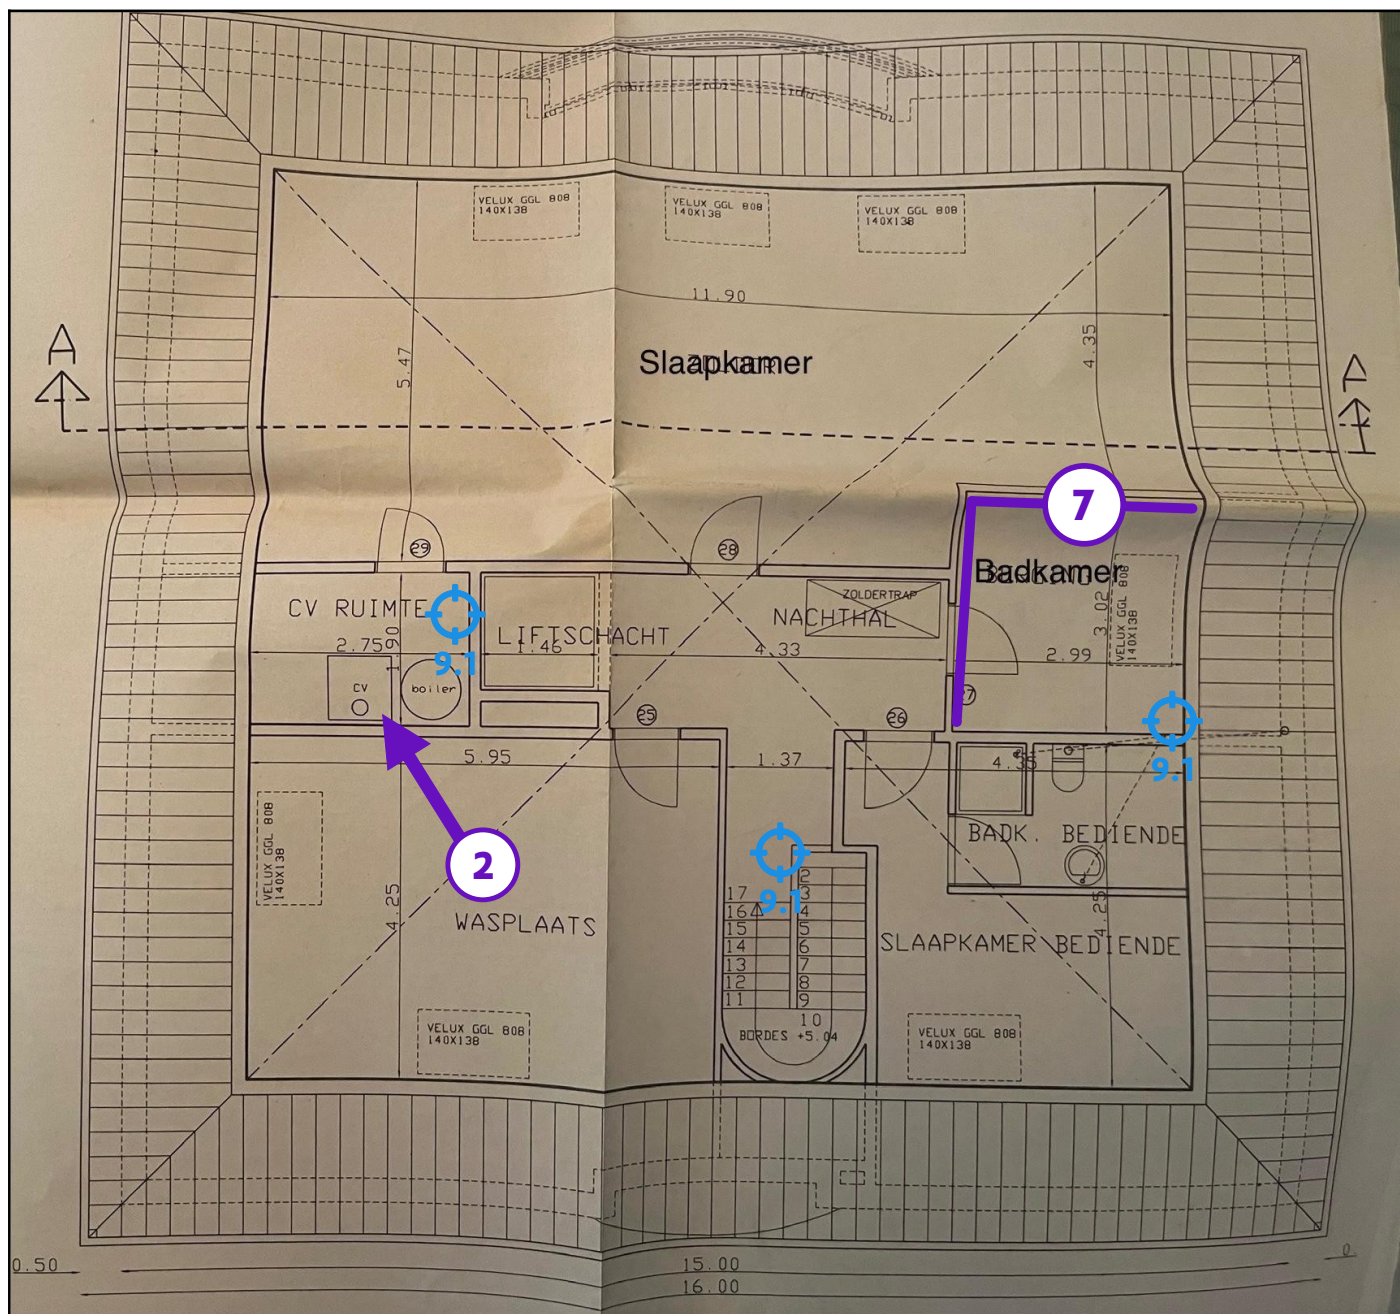 VELUX GGL 808
140X138
VELUX GGL 808
140X138
VELUX GGL 808
140X138
11.90
A
A
5.47
4.35
Slaapkamer
7
29
28
Badkamer
CV RUIMTE
ZOLDERTRAP
NACHTHAL
LIFTSCHACHT
2.75
1.90
1.46
4.33
2.99
3.02
VELUX GGL 808
140X138
9.1
CV
boiler
27
25
26
5.95
1.37
4.35
9.1
VELUX GGL 808
140X138
BADK. BEDIENDE
2
9.1
4.25
4.25
WASPLAATS
SLAAPKAMER BEDIENDE
17
16
15
14
13
12
11
2
3
4
5
6
7
8
9
10
BORDES +5.04
VELUX GGL 808
140X138
VELUX GGL 808
140X138
0.50
15.00
16.00
0.